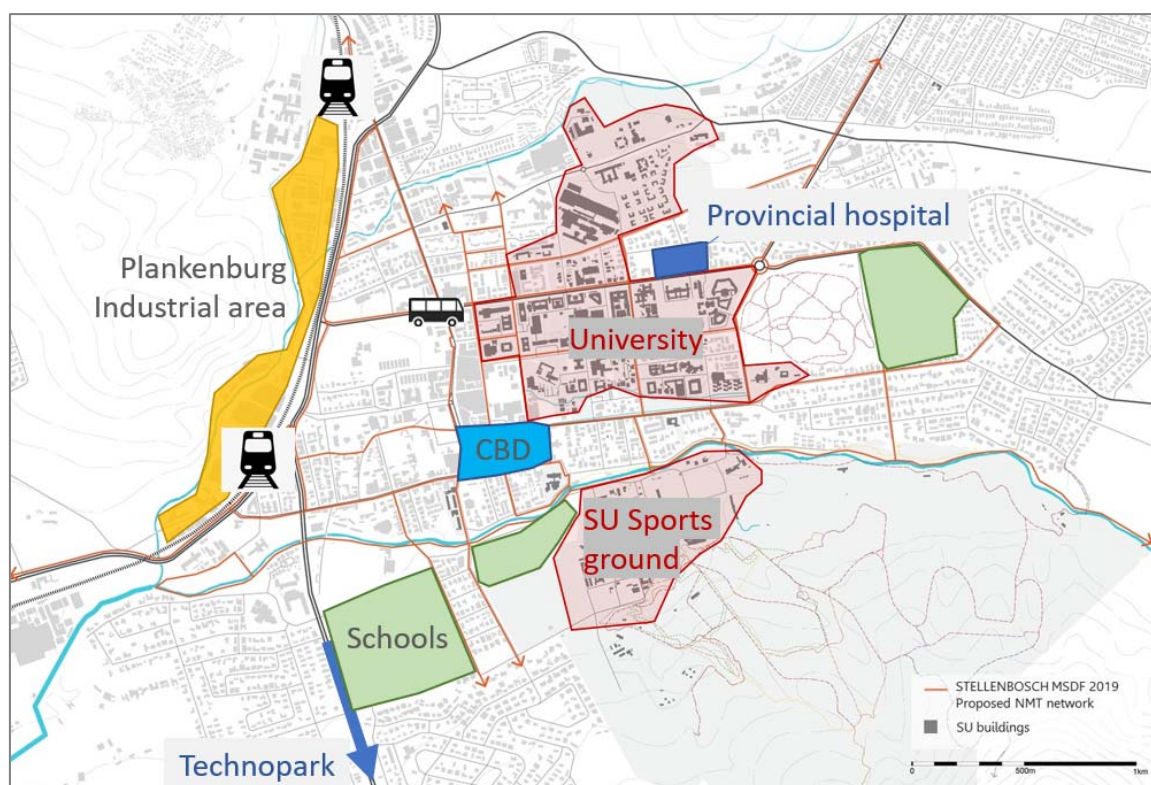 Provincial hospital
Plankenburg
Industrial area
University
CBD
SU Sports
ground
Schools
Technopark
STELLENBOSCH MSDF 2019
Proposed NMT network
SU buildings
0
500m
1km